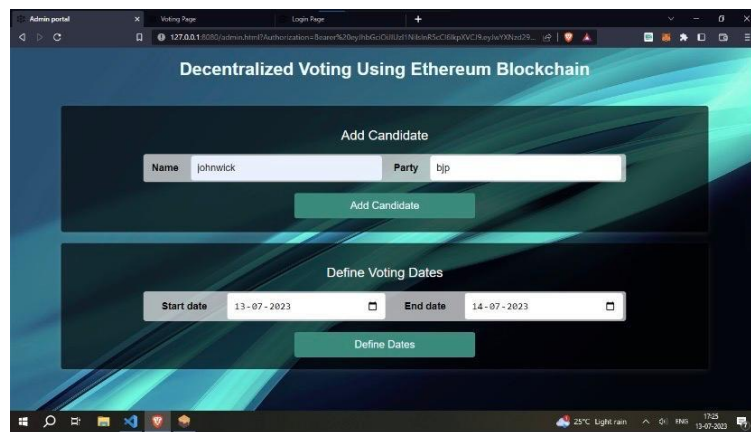 Admin portal Voting Page Login Page
127.0.0.1:8080/admin.html?Authorization=Bearer%20
Decentralized Voting Using Ethereum Blockchain
Add Candidate
Name johnwick Party bjp
Add Candidate
Define Voting Dates
Start date 13-07-2023 End date 14-07-2023
Define Dates
25°C Light rain ENG 17:25
13-07-2023